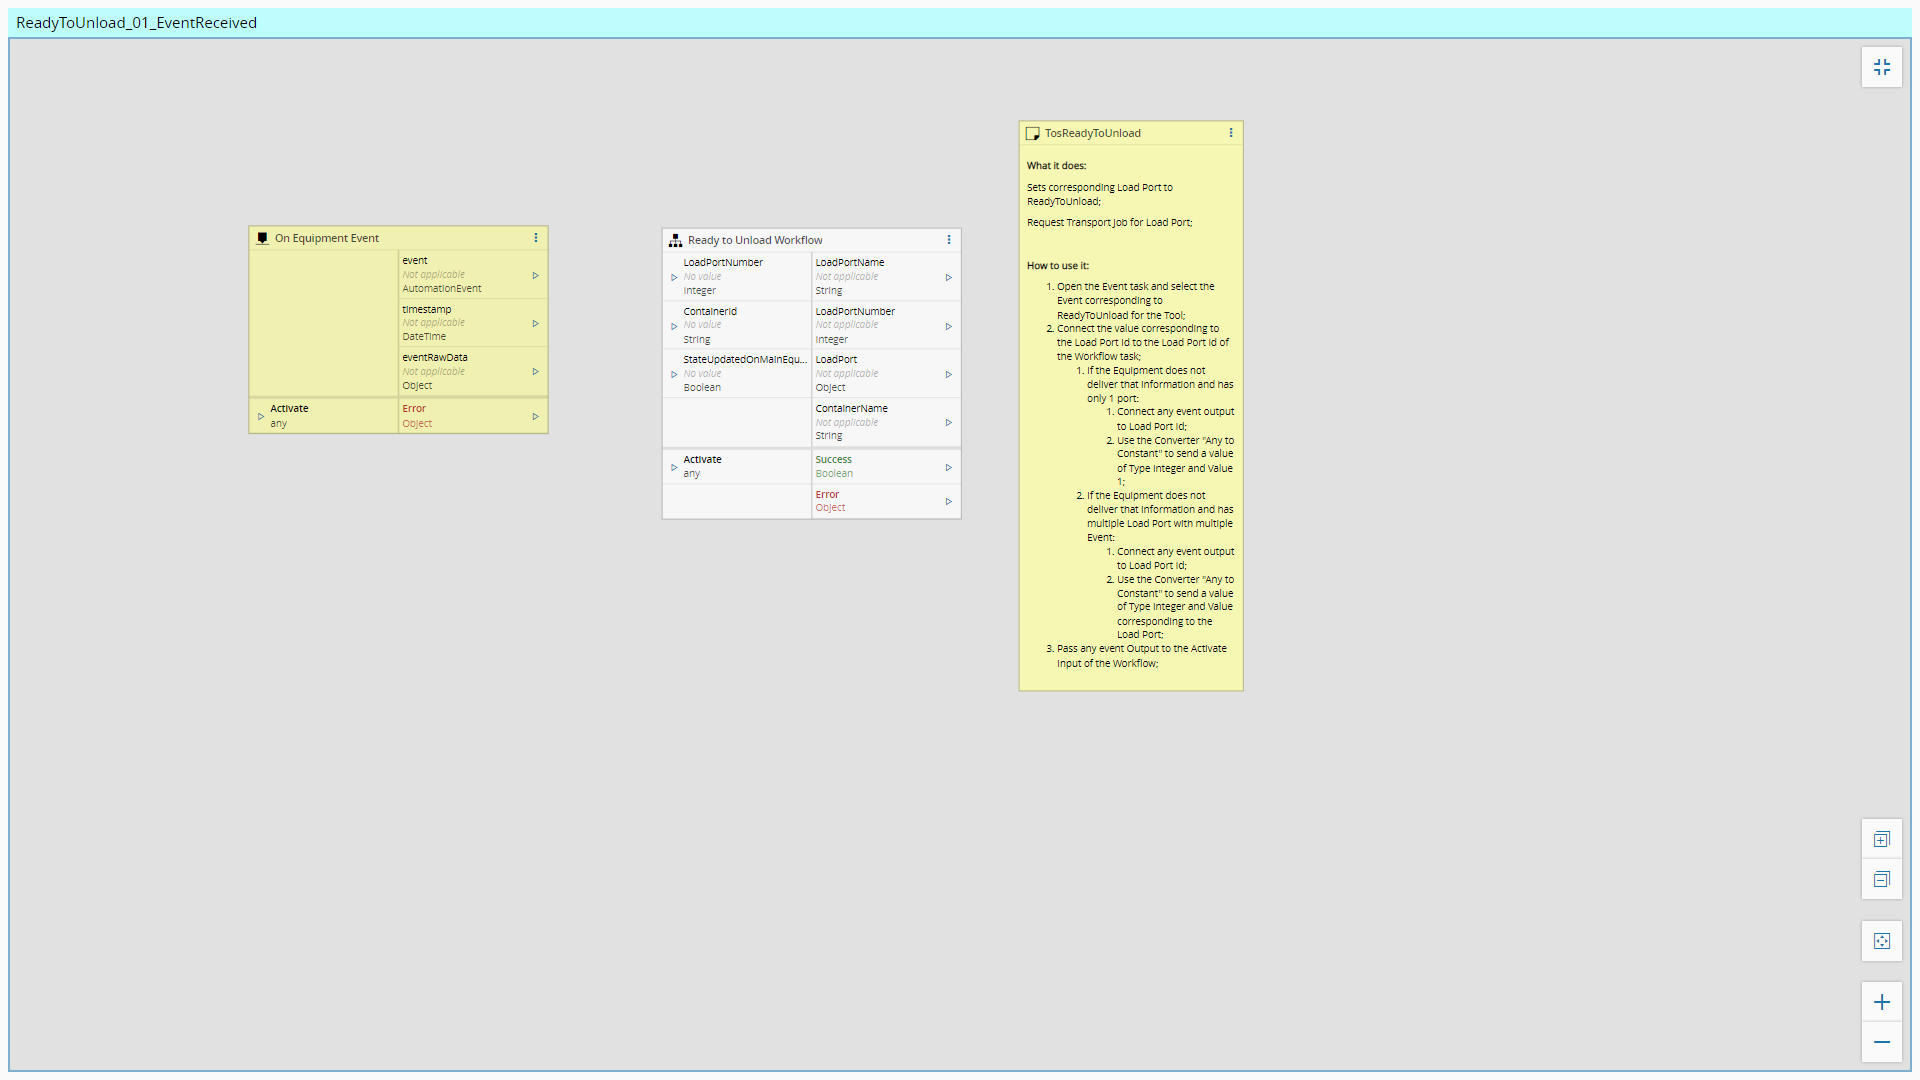 ReadyToUnload_01_EventReceived
On Equipment Event
event
Not applicable
AutomationEvent
timestamp
Not applicable
DateTime
eventRawData
Not applicable
Object
Activate
any
Error
Object
Ready to Unload Workflow
LoadPortNumber
No value
Integer
ContainerId
No value
String
StateUpdatedOnMainEqu...
No value
Boolean
LoadPortName
Not applicable
String
LoadPortNumber
Not applicable
Integer
LoadPort
Not applicable
Object
ContainerName
Not applicable
String
Activate
any
Success
Boolean
Error
Object
TosReadyToUnload
What it does:
Sets corresponding Load Port to
ReadyToUnload;
Request Transport Job for Load Port;
How to use it:
1. Open the Event task and select the
Event corresponding to
ReadyToUnload for the Tool;
2. Connect the value corresponding to
the Load Port Id to the Load Port Id of
the Workflow task;
1. If the Equipment does not
deliver that information and has
only 1 port:
1. Connect any event output
to Load Port Id;
2. Use the Converter "Any to
Constant" to send a value
of Type Integer and Value
1;
2. If the Equipment does not
deliver that information and has
multiple Load Port with multiple
Event:
1. Connect any event output
to Load Port Id;
2. Use the Converter "Any to
Constant" to send a value
of Type Integer and Value
corresponding to the
Load Port;
3. Pass any event Output to the Activate
Input of the Workflow;